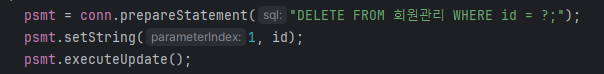 psmt = conn.prepareStatement( sql: "DELETE FROM 회원관리 WHERE id = ?;");
psmt.setString( parameterIndex: 1, id);
psmt.executeUpdate();